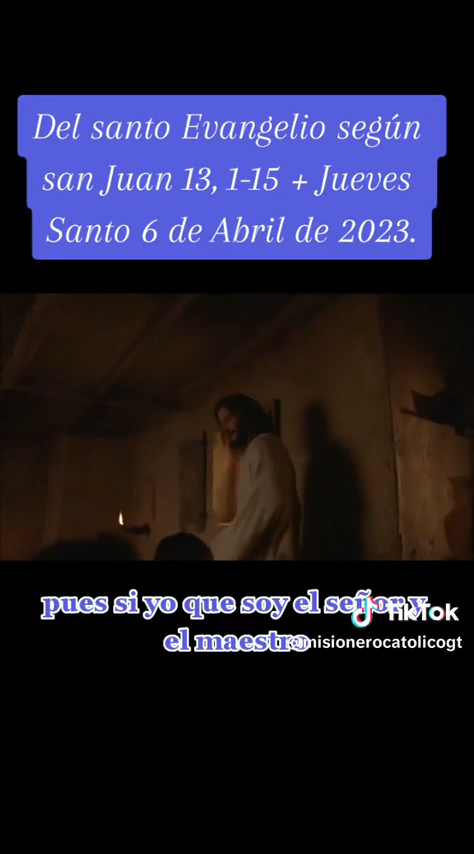 Del santo Evangelio según
san Juan 13, 1-15 + Jueves
Santo 6 de Abril de 2023.
pues si yo que soy el señor y
el maestro
TikTok
@misionerocatolicogt